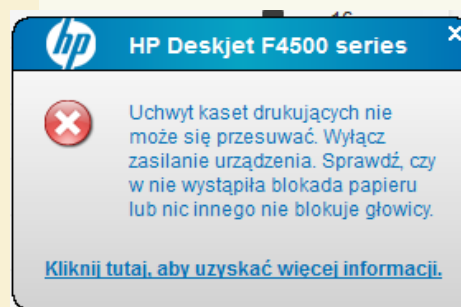 hp HP Deskjet F4500 series
Uchwyt kaset drukujących nie
może się przesuwać. Wyłącz
zasilanie urządzenia. Sprawdź, czy
w nie wystąpiła blokada papieru
lub nic innego nie blokuje głowicy.
Kliknij tutaj, aby uzyskać więcej informacji.